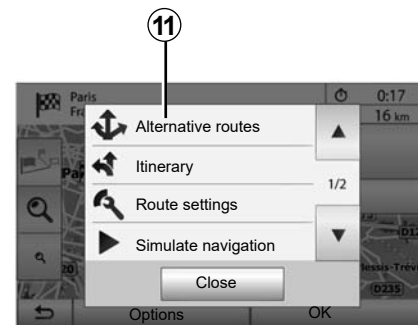 11
Paris
Fra
0:17
16 km
Alternative routes
Itinerary
1/2
Route settings
Simulate navigation
Close
Options
OK
D235